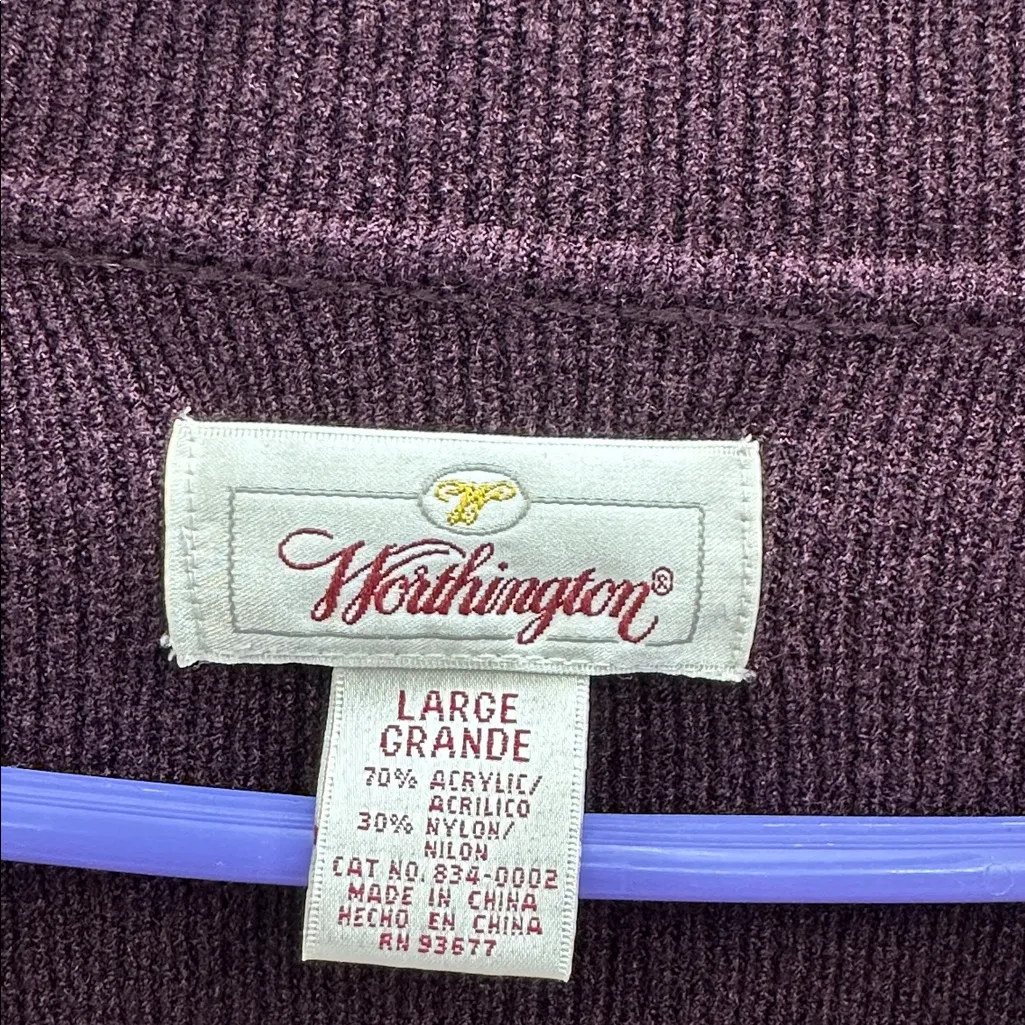 W
Worthington®
LARGE
GRANDE
70% ACRYLIC/
ACRILICO
30% NYLON/
NILON
CAT NO. 834-0002
MADE IN CHINA
HECHO EN CHINA
RN 93677